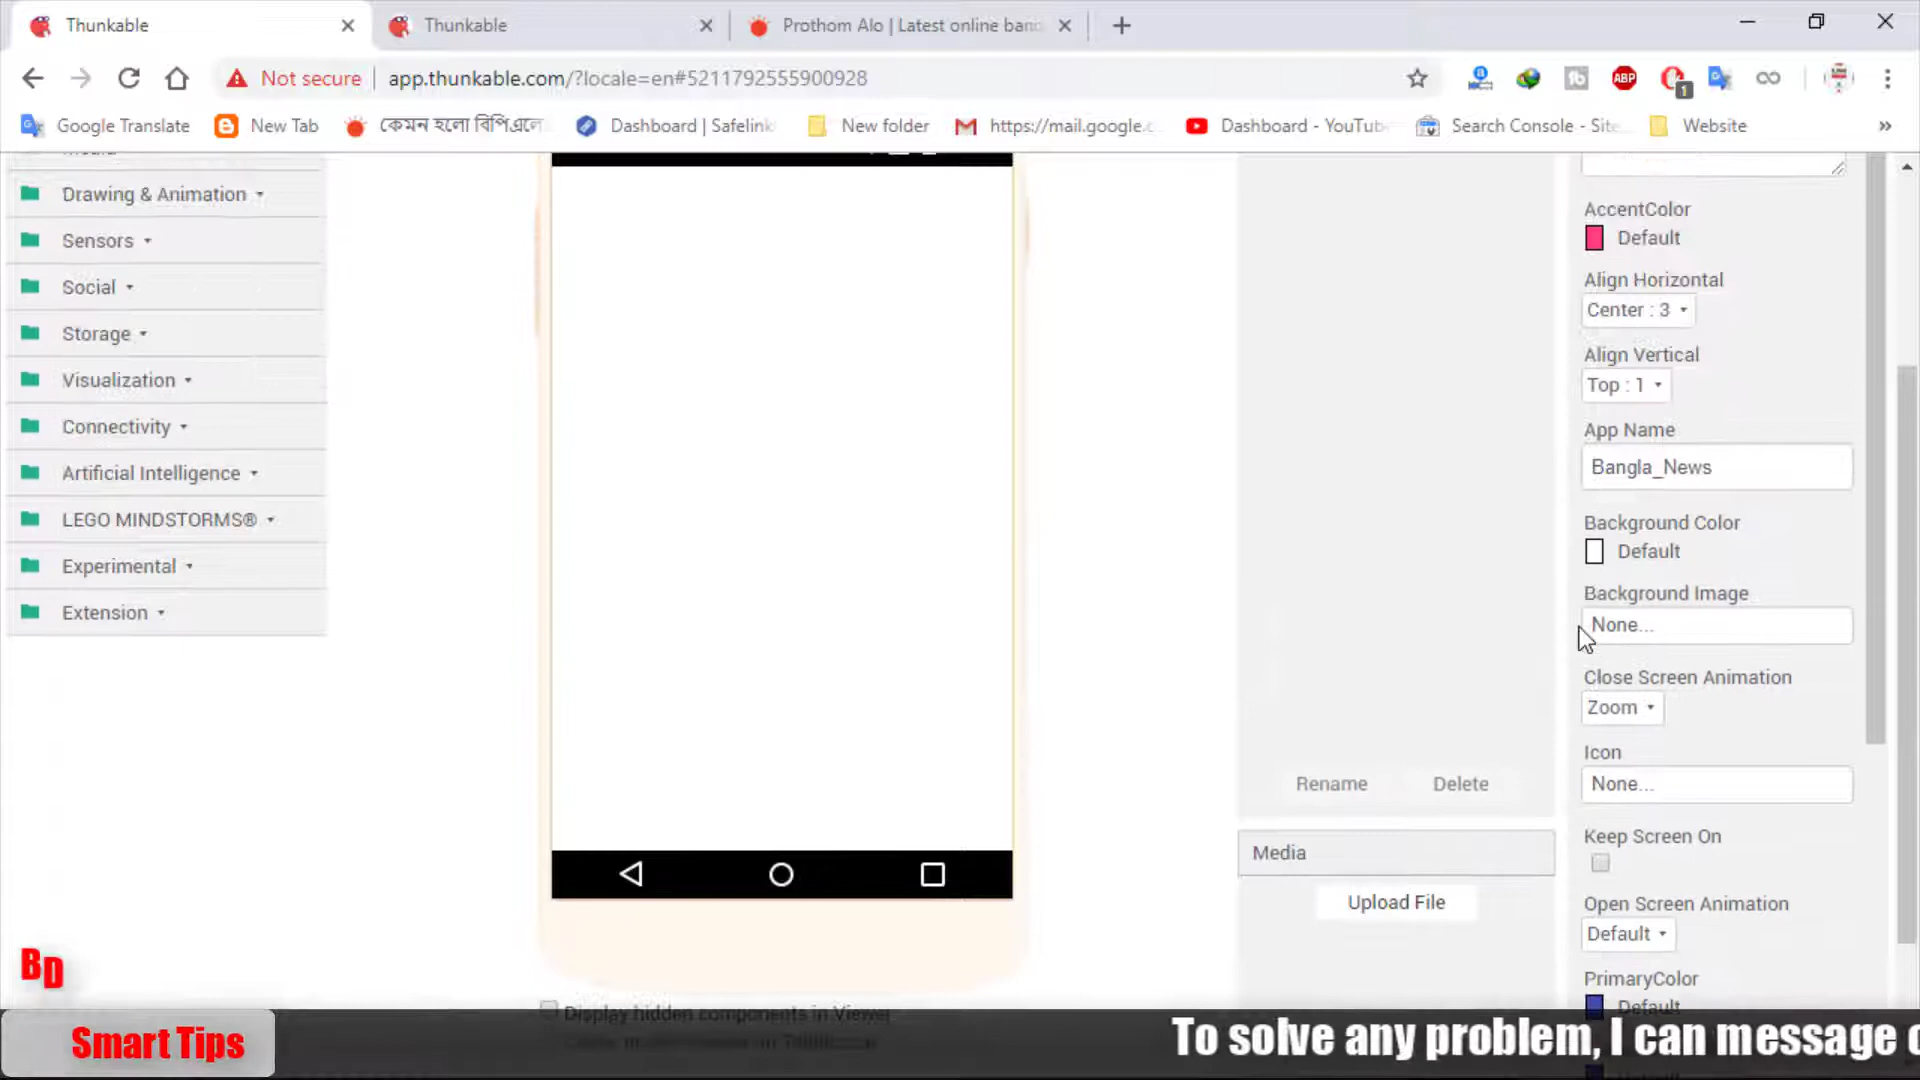 Thunkable
Thunkable
Prothom Alo | Latest online bang
Not secure
app.thunkable.com/?locale=en#5211792555900928
ABP
1
Google Translate
New Tab
কেমন হলো বিপিএলে
Dashboard | Safelink
New folder
https://mail.google.c
Dashboard - YouTub
Search Console - Site
Website
»
Media
Drawing & Animation
Sensors
Social
Storage
Visualization
Connectivity
Artificial Intelligence
LEGO MINDSTORMS®
Experimental
Extension
Display hidden components in Viewer
Rename
Delete
Media
Upload File
AccentColor
Default
Align Horizontal
Center : 3
Align Vertical
Top : 1
App Name
Bangla_News
Background Color
Default
Background Image
None...
Close Screen Animation
Zoom
Icon
None...
Keep Screen On
Open Screen Animation
Default
PrimaryColor
Default
BD
Smart Tips
To solve any problem, I can message